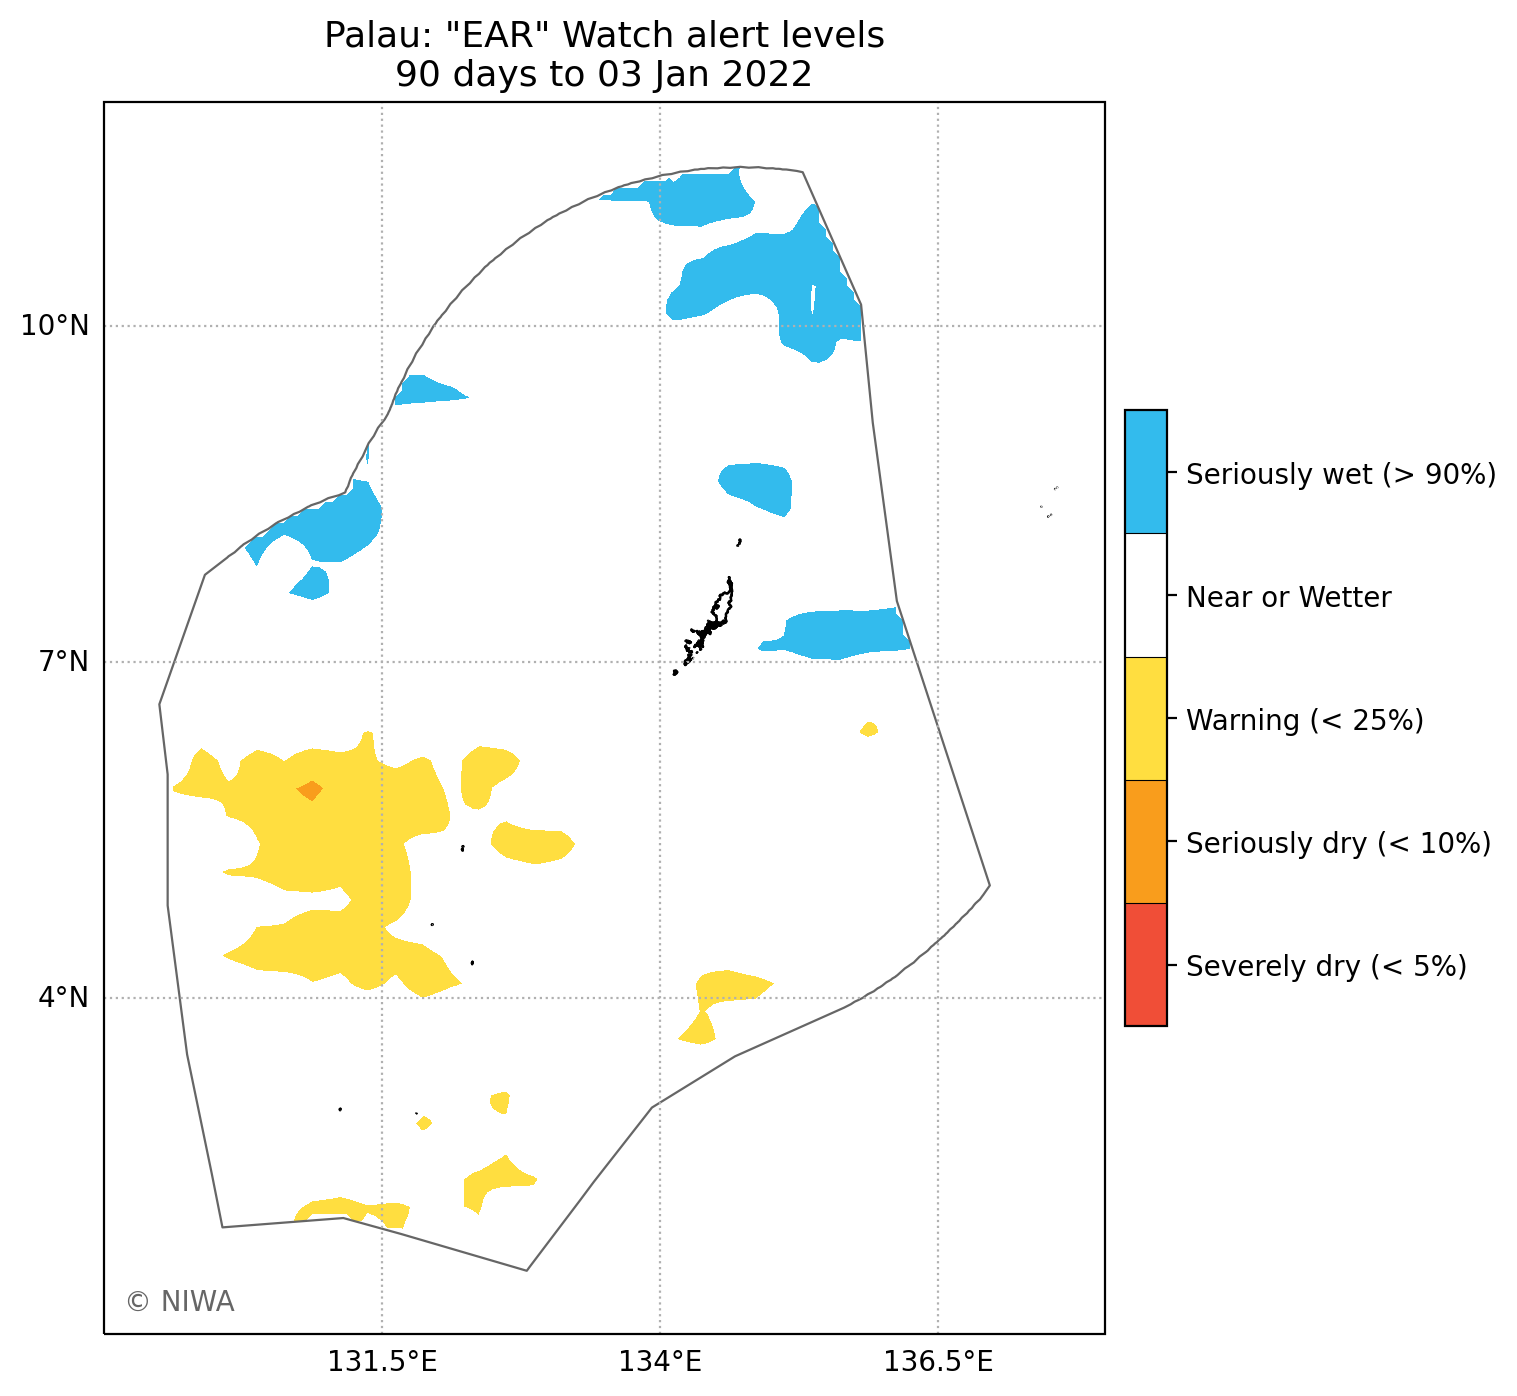 Palau: "EAR" Watch alert levels
90 days to 03 Jan 2022
10°N
7°N
4°N
131.5°E
134°E
136.5°E
Seriously wet (> 90%)
Near or Wetter
Warning (< 25%)
Seriously dry (< 10%)
Severely dry (< 5%)
© NIWA